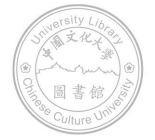 University Library
中國文化大學
圖書館
Chinese Culture University